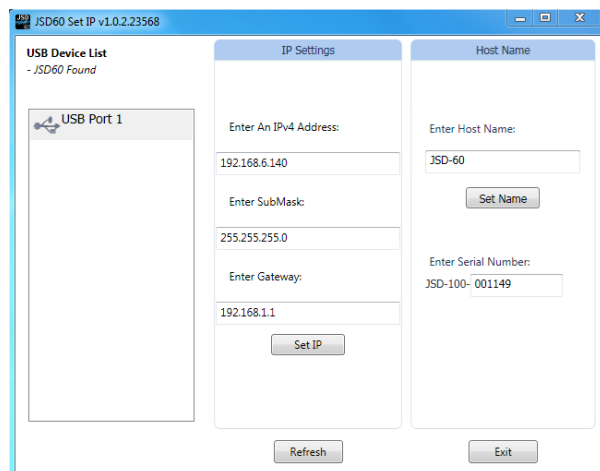 JSD60 Set IP v1.0.2.23568
USB Device List
- JSD60 Found
USB Port 1
IP Settings
Enter An IPv4 Address:
192.168.6.140
Enter SubMask:
255.255.255.0
Enter Gateway:
192.168.1.1
Set IP
Refresh
Host Name
Enter Host Name:
JSD-60
Set Name
Enter Serial Number:
JSD-100- 001149
Exit